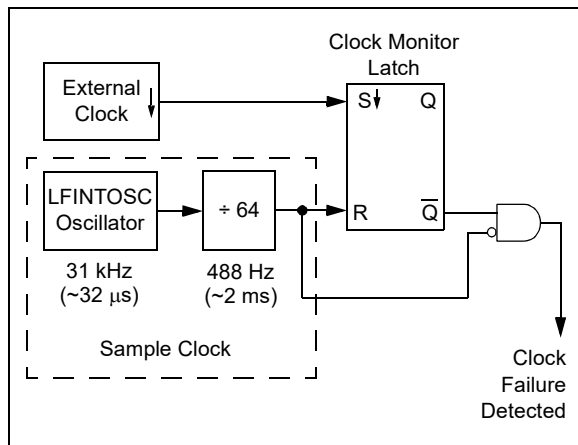 Clock Monitor
Latch
External
Clock
S
Q
LFINTOSC
Oscillator
÷ 64
R
Q̅
31 kHz
(~32 μs)
488 Hz
(~2 ms)
Sample Clock
Clock
Failure
Detected